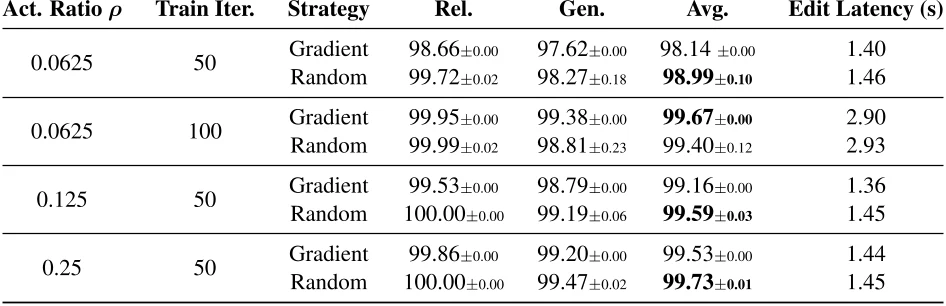 Act. Ratio ρ Train Iter. Strategy Rel. Gen. Avg. Edit Latency (s)
0.0625 50 Gradient 98.66±0.00 97.62±0.00 98.14 ±0.00 1.40
Random 99.72±0.02 98.27±0.18 98.99±0.10 1.46
0.0625 100 Gradient 99.95±0.00 99.38±0.00 99.67±0.00 2.90
Random 99.99±0.02 98.81±0.23 99.40±0.12 2.93
0.125 50 Gradient 99.53±0.00 98.79±0.00 99.16±0.00 1.36
Random 100.00±0.00 99.19±0.06 99.59±0.03 1.45
0.25 50 Gradient 99.86±0.00 99.20±0.00 99.53±0.00 1.44
Random 100.00±0.00 99.47±0.02 99.73±0.01 1.45